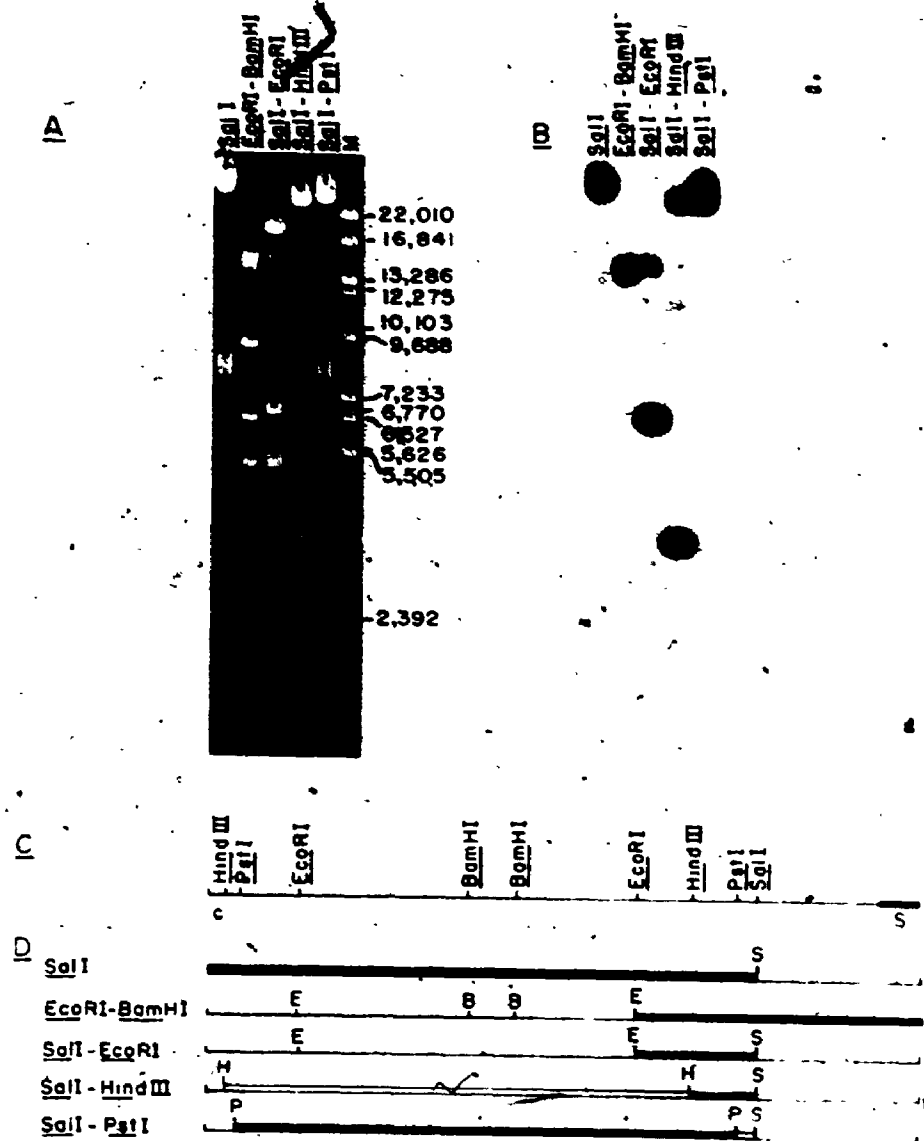 A
SalI
EcoRI-BamHI
SalI-EcoRI
SalI-HindIII
SalI-PstI
M
22,010
16,841
13,286
12,275
10,103
9,688
7,233
6,770
6,527
5,626
5,505
2,392
B
SalI
EcoRI-BamHI
SalI-EcoRI
SalI-HindIII
SalI-PstI
C
HindIII
PstI
EcoRI
BamHI
BamHI
EcoRI
HindIII
PstI
SalI
c
S
D
SalI
S
EcoRI-BamHI
E B B E
SalI-EcoRI
E E S
SalI-HindIII
H H S
SalI-PstI
P P S